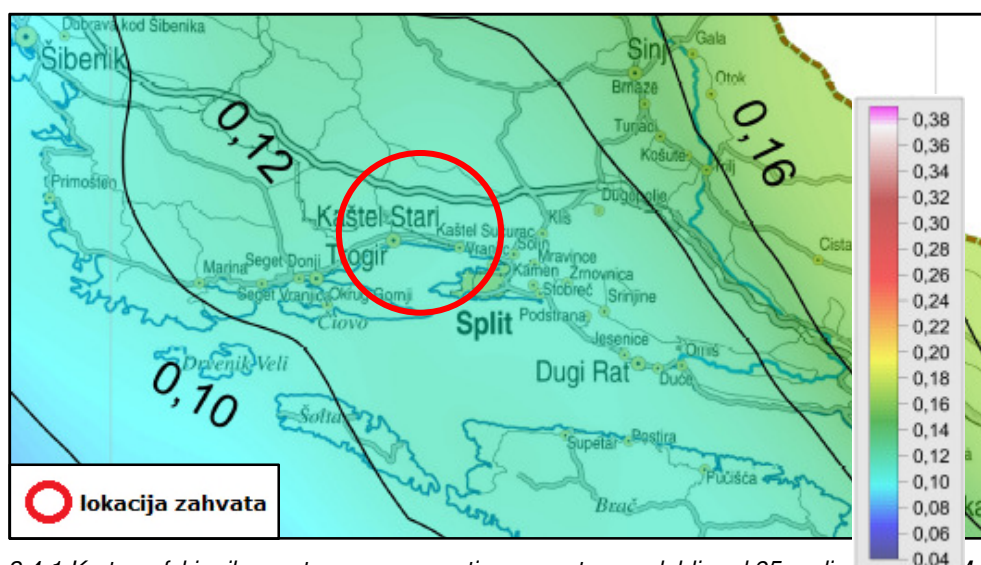 Dubrava kod Šibenika
Šibenik
Gala
Sinj
Otok
Brnaze
Turjaci
Košute
Trilj
0,12
0,16
Primošten
Dugopolje
Kaštel Stari
Klis
Kaštel Sućurac
Trogir
Vranjic
Solin
Mravince
Cista
Seget Donji
Marina
Kamen
Žrnovnica
Seget Vranjica
Okrug Gornji
Stobreč
Srinjine
Čiovo
Split
Podstrana
Jesenice
Omiš
Drvenik Veli
Dugi Rat
Duće
0,10
Šolta
Supetar
Postira
Pučišća
Brač
lokacija zahvata
0,38
0,36
0,34
0,32
0,30
0,28
0,26
0,24
0,22
0,20
0,18
0,16
0,14
0,12
0,10
0,08
0,06
0,04